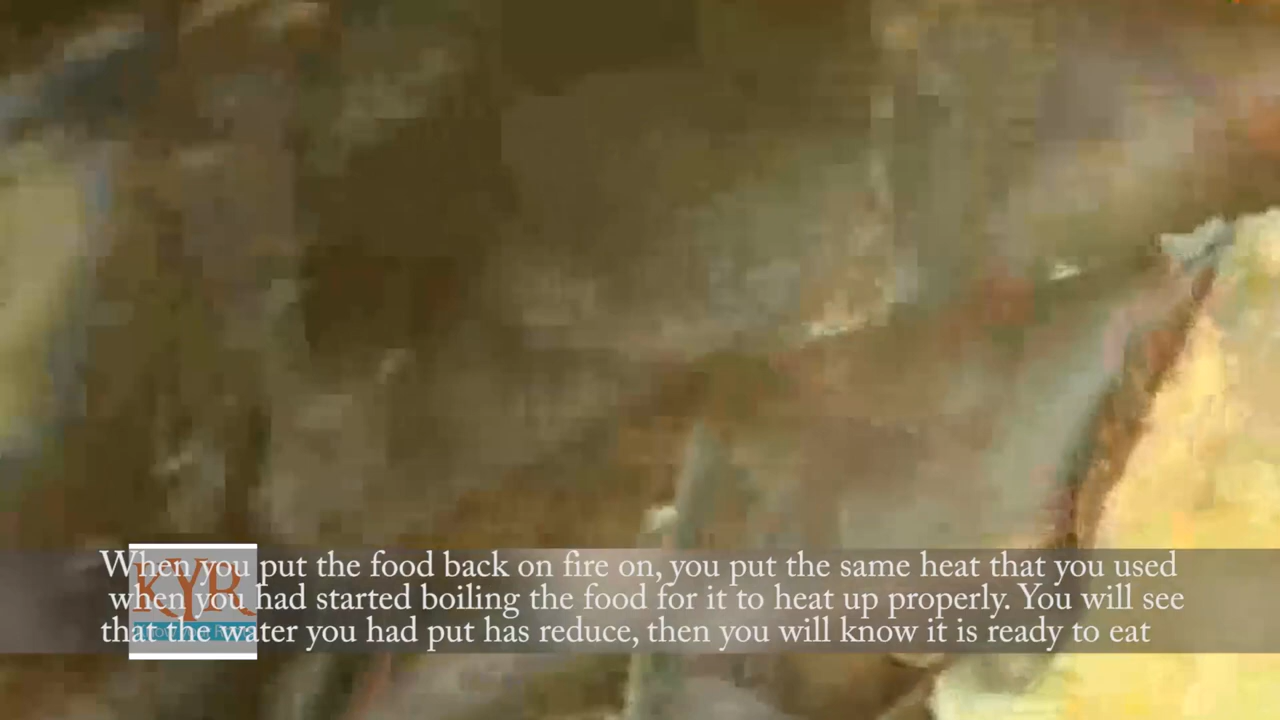 When you put the food back on fire on, you put the same heat that you used
when you had started boiling the food for it to heat up properly. You will see
that the water you had put has reduce, then you will know it is ready to eat
KYR